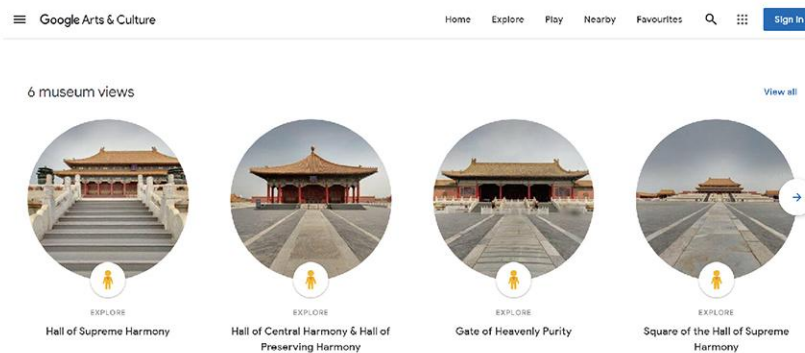 Google Arts & Culture
Home Explore Play Nearby Favourites Sign in
6 museum views
View all
EXPLORE
Hall of Supreme Harmony
EXPLORE
Hall of Central Harmony & Hall of
Preserving Harmony
EXPLORE
Gate of Heavenly Purity
EXPLORE
Square of the Hall of Supreme
Harmony